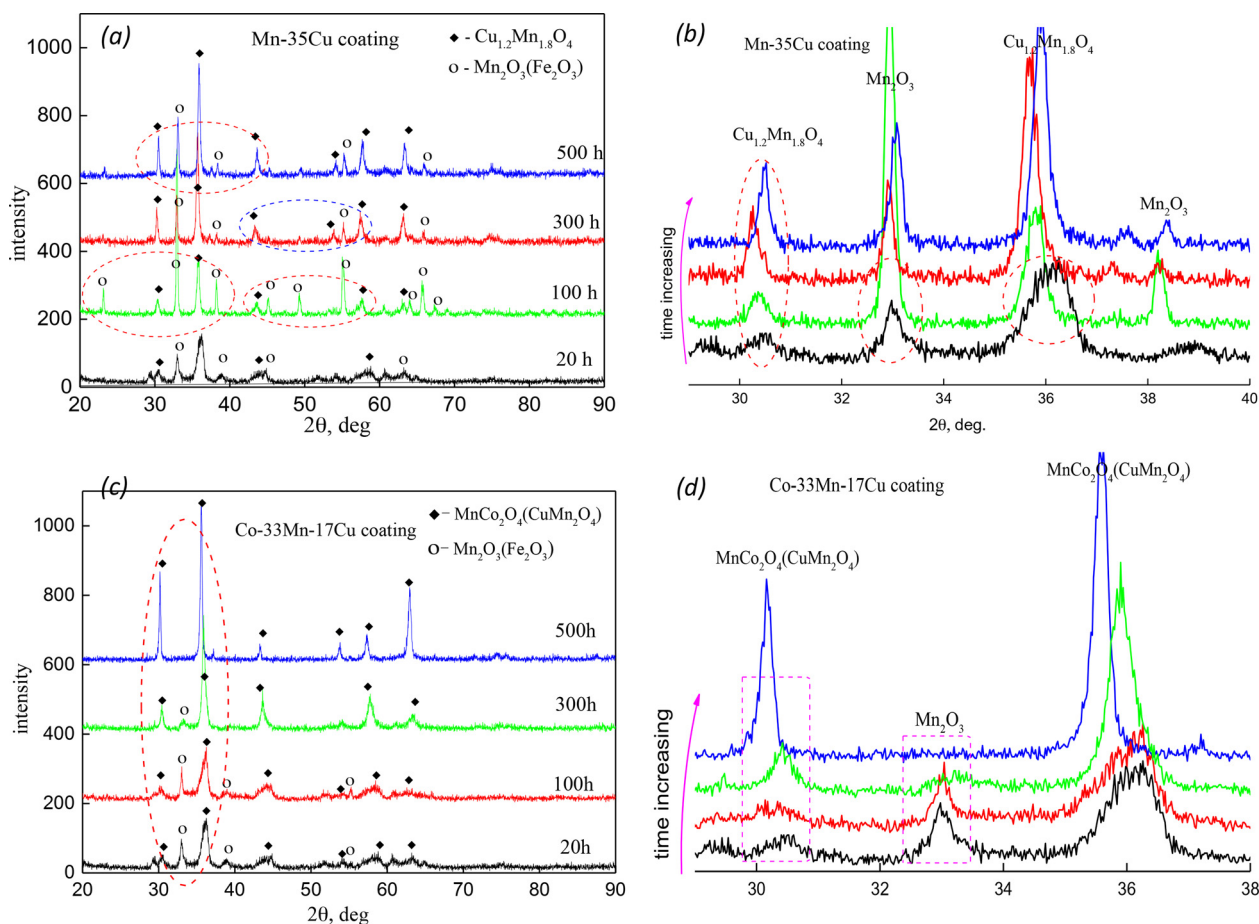 (a)
Mn-35Cu coating
◆ - Cu1.2Mn1.8O4
o - Mn2O3(Fe2O3)
intensity
1000
800
600
400
200
0
500 h
300 h
100 h
20 h
20 30 40 50 60 70 80 90
2θ, deg
(b)
Mn-35Cu coating
Cu1.2Mn1.8O4
Mn2O3
Cu1.2Mn1.8O4
Mn2O3
time increasing
30 32 34 36 38 40
2θ, deg.
(c)
Co-33Mn-17Cu coating
◆ – MnCo2O4(CuMn2O4)
o – Mn2O3(Fe2O3)
intensity
1000
800
600
400
200
0
500h
300h
100h
20h
20 30 40 50 60 70 80 90
2θ, deg
(d)
Co-33Mn-17Cu coating
MnCo2O4(CuMn2O4)
MnCo2O4(CuMn2O4)
Mn2O3
time increasing
30 32 34 36 38